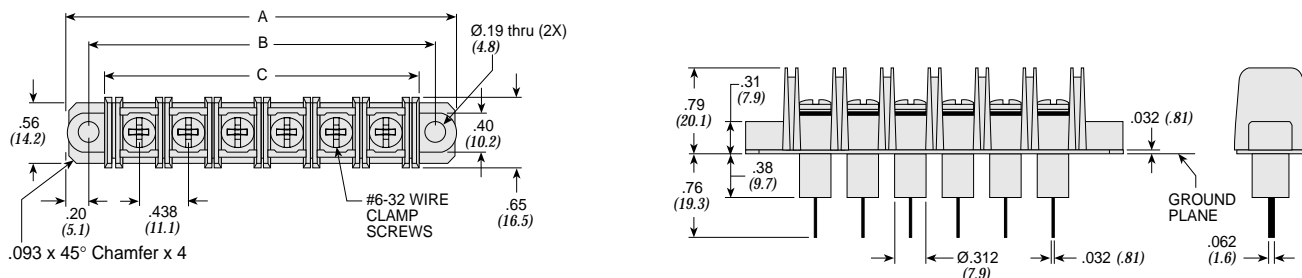 A
B
C
Ø.19 thru (2X)
(4.8)
.56
(14.2)
.40
(10.2)
.65
(16.5)
.20
(5.1)
.438
(11.1)
#6-32 WIRE
CLAMP
SCREWS
.093 x 45° Chamfer x 4
.79
(20.1)
.31
(7.9)
.38
(9.7)
.76
(19.3)
.032 (.81)
GROUND
PLANE
Ø.312
(7.9)
.032 (.81)
.062
(1.6)